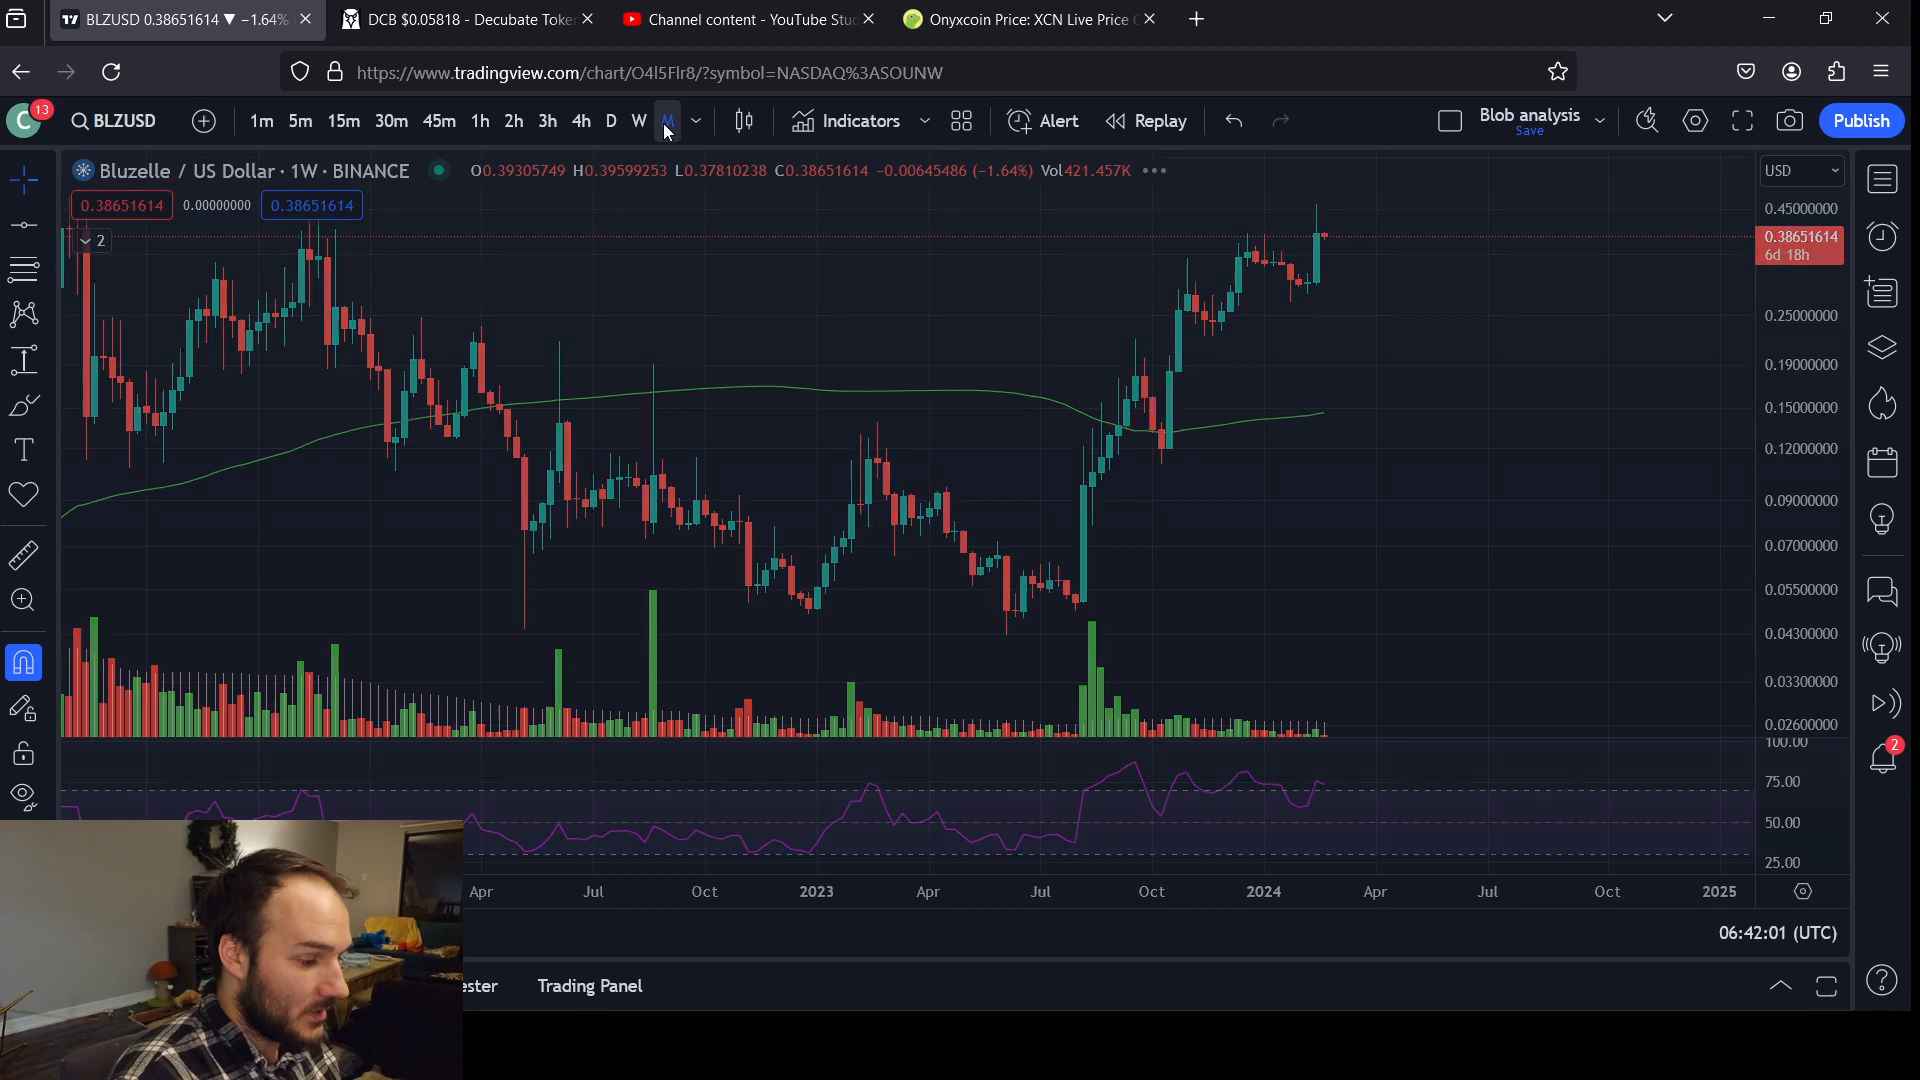 BLZUSD 0.38651614 ▼ −1.64%
DCB $0.05818 - Decubate Toke
Channel content - YouTube Stu
Onyxcoin Price: XCN Live Price
https://www.tradingview.com/chart/O4l5Flr8/?symbol=NASDAQ%3ASOUNW
C
13
BLZUSD
1m 5m 15m 30m 45m 1h 2h 3h 4h D W M
Indicators
Alert
Replay
Blob analysis
Save
Publish
Bluzelle / US Dollar · 1W · BINANCE
O0.39305749 H0.39599253 L0.37810238 C0.38651614 −0.00645486 (−1.64%) Vol421.457K
USD
0.38651614 0.00000000 0.38651614
2
0.45000000
0.38651614
6d 18h
0.25000000
0.19000000
0.15000000
0.12000000
0.09000000
0.07000000
0.05500000
0.04300000
0.03300000
0.02600000
2
100.00
75.00
50.00
25.00
Apr Jul Oct 2023 Apr Jul Oct 2024 Apr Jul Oct 2025
06:42:01 (UTC)
ester
Trading Panel
T